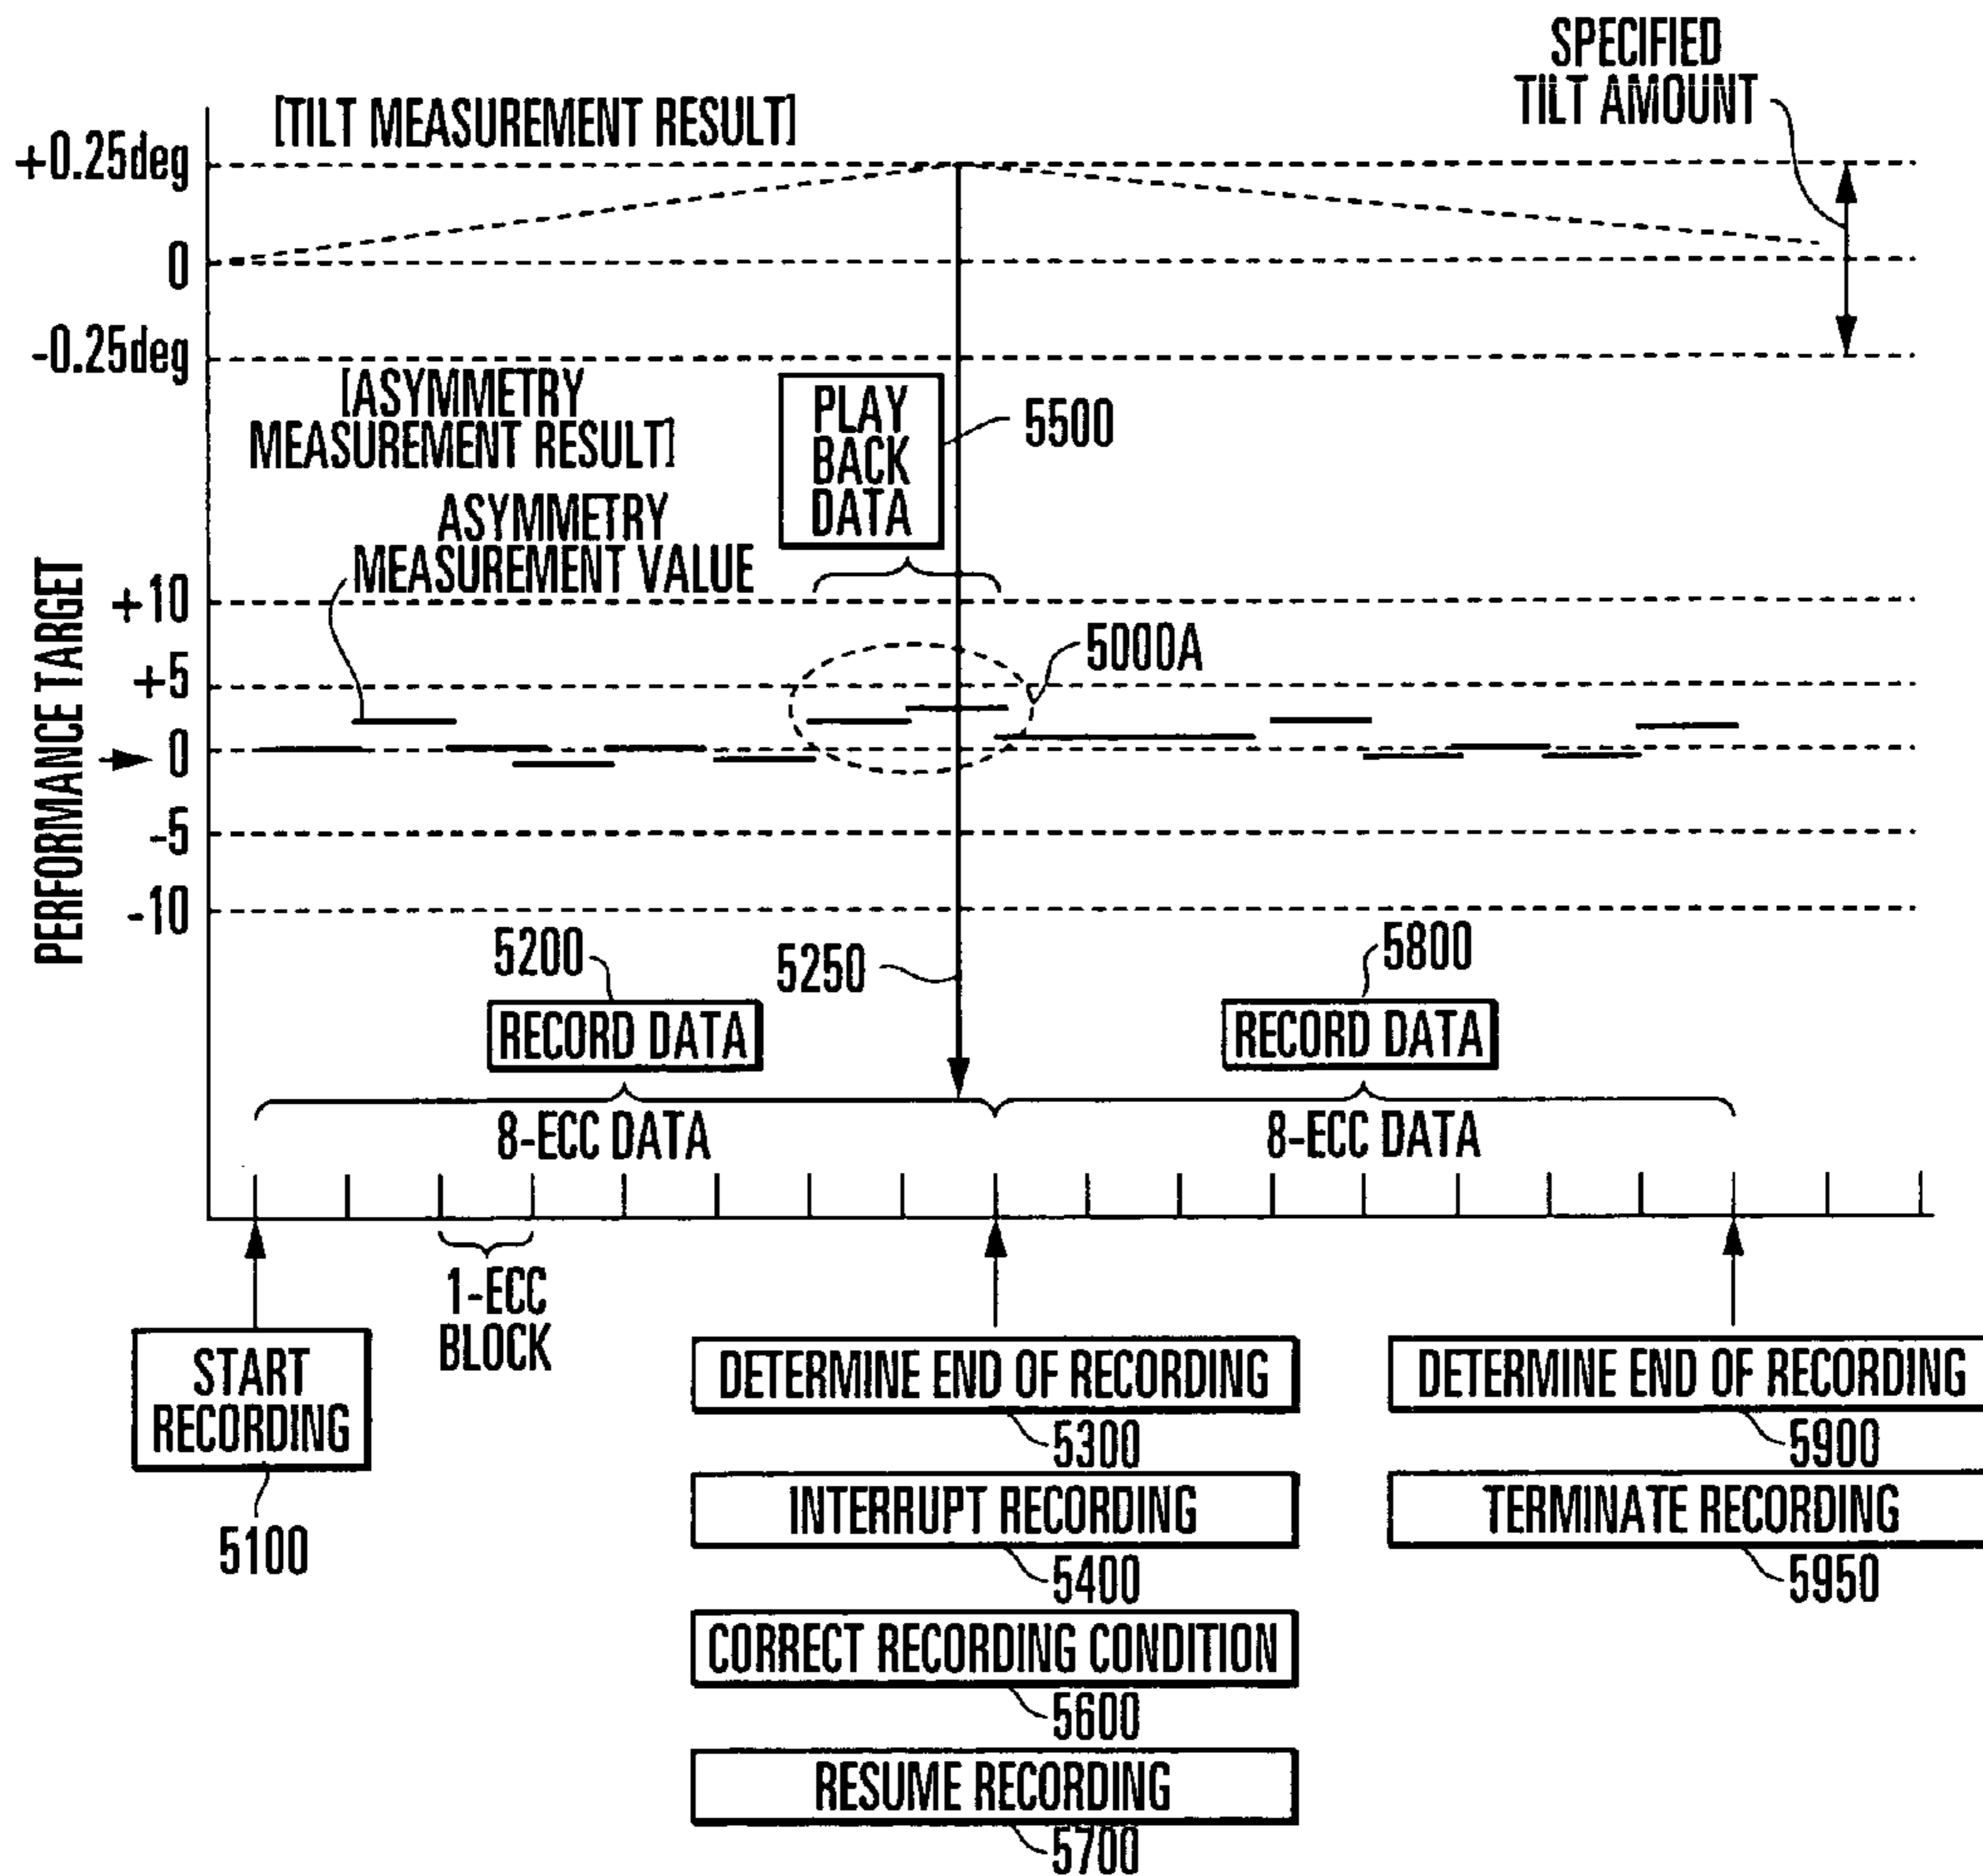 SPECIFIED
TILT AMOUNT
[TILT MEASUREMENT RESULT]
+0.25deg
0
-0.25deg
[ASYMMETRY
MEASUREMENT RESULT]
PLAY
BACK
DATA
5500
ASYMMETRY
MEASUREMENT VALUE
PERFORMANCE TARGET
+10
+5
0
-5
-10
5000A
5200
5250
5800
RECORD DATA
RECORD DATA
8-ECC DATA
8-ECC DATA
1-ECC
BLOCK
START
RECORDING
5100
DETERMINE END OF RECORDING
5300
INTERRUPT RECORDING
5400
CORRECT RECORDING CONDITION
5600
RESUME RECORDING
5700
DETERMINE END OF RECORDING
5900
TERMINATE RECORDING
5950